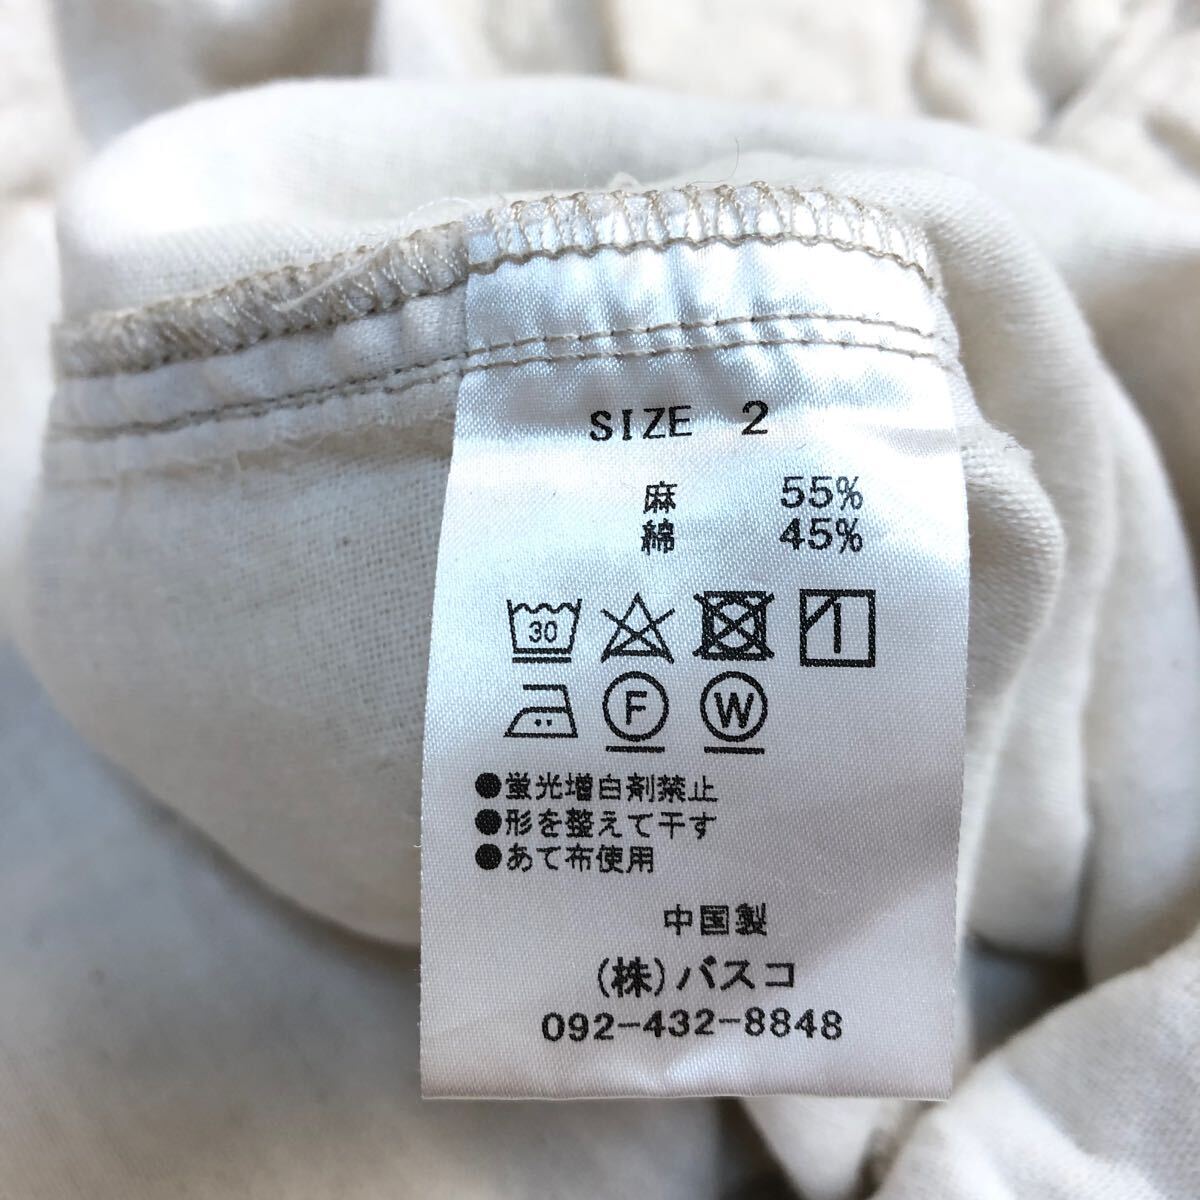 SIZE 2
麻 55%
綿 45%
30
F W
●蛍光増白剤禁止
●形を整えて干す
●あて布使用
中国製
(株)バスコ
092-432-8848